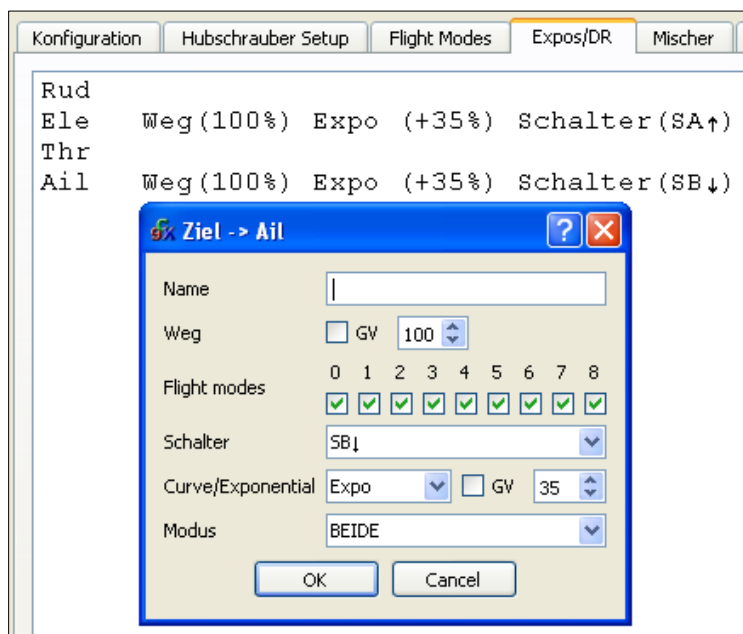 Konfiguration Hubschrauber Setup Flight Modes Expos/DR Mischer
Rud
Ele Weg(100%) Expo (+35%) Schalter(SA↑)
Thr
Ail Weg(100%) Expo (+35%) Schalter(SB↓)
Ziel -> Ail
Name
Weg GV 100
0 1 2 3 4 5 6 7 8
Flight modes
Schalter SB↓
Curve/Exponential Expo GV 35
Modus BEIDE
OK Cancel